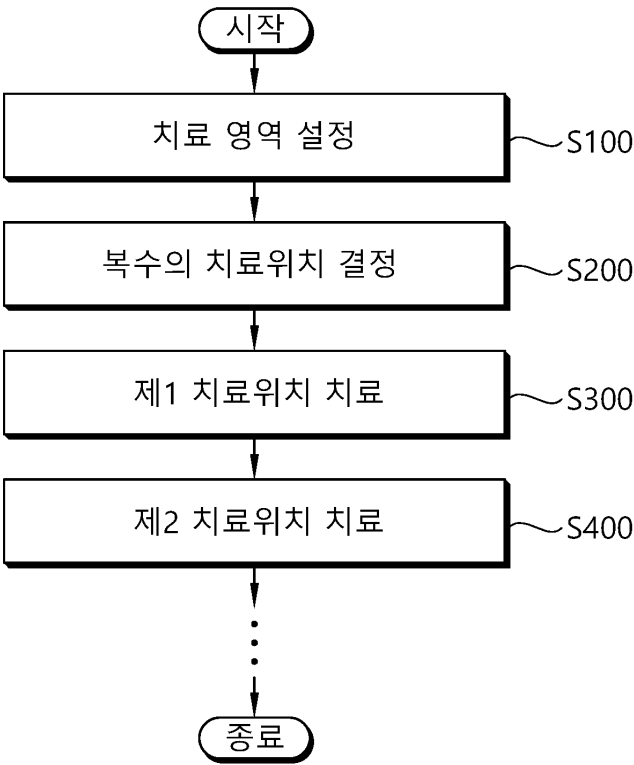 시작
치료 영역 설정
S100
복수의 치료위치 결정
S200
제1 치료위치 치료
S300
제2 치료위치 치료
S400
종료